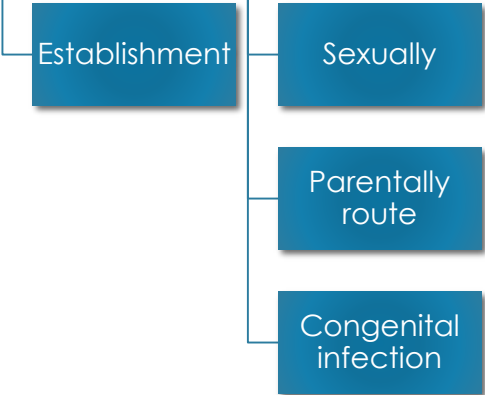 Establishment
Sexually
Parentally
route
Congenital
infection